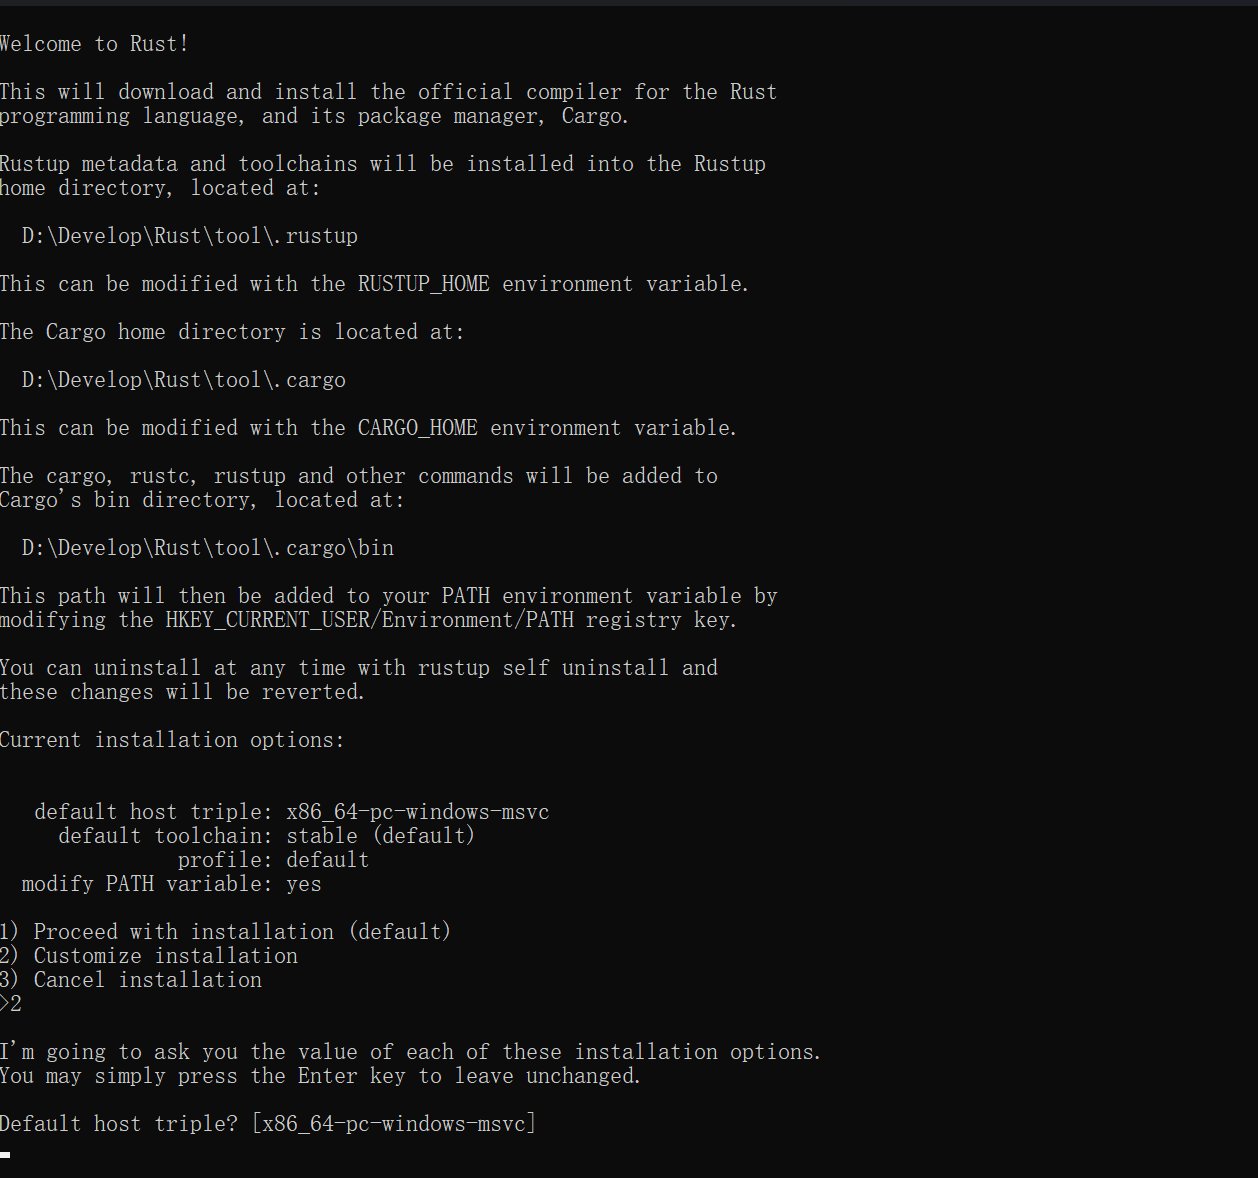 Welcome to Rust!
This will download and install the official compiler for the Rust
programming language, and its package manager, Cargo.
Rustup metadata and toolchains will be installed into the Rustup
home directory, located at:
D:\Develop\Rust\tool\.rustup
This can be modified with the RUSTUP_HOME environment variable.
The Cargo home directory is located at:
D:\Develop\Rust\tool\.cargo
This can be modified with the CARGO_HOME environment variable.
The cargo, rustc, rustup and other commands will be added to
Cargo's bin directory, located at:
D:\Develop\Rust\tool\.cargo\bin
This path will then be added to your PATH environment variable by
modifying the HKEY_CURRENT_USER/Environment/PATH registry key.
You can uninstall at any time with rustup self uninstall and
these changes will be reverted.
Current installation options:
default host triple: x86_64-pc-windows-msvc
default toolchain: stable (default)
profile: default
modify PATH variable: yes
1) Proceed with installation (default)
2) Customize installation
3) Cancel installation
>2
I'm going to ask you the value of each of these installation options.
You may simply press the Enter key to leave unchanged.
Default host triple? [x86_64-pc-windows-msvc]